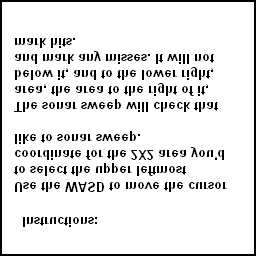 Instructions:
Use the WASD to move the cursor
to select the upper leftmost
coordinate for the 2X2 area you'd
like to sonar sweep.
The sonar sweep will check that
area, the area to the right of it,
below it, and to the lower right,
and mark any misses. It will not
mark hits.